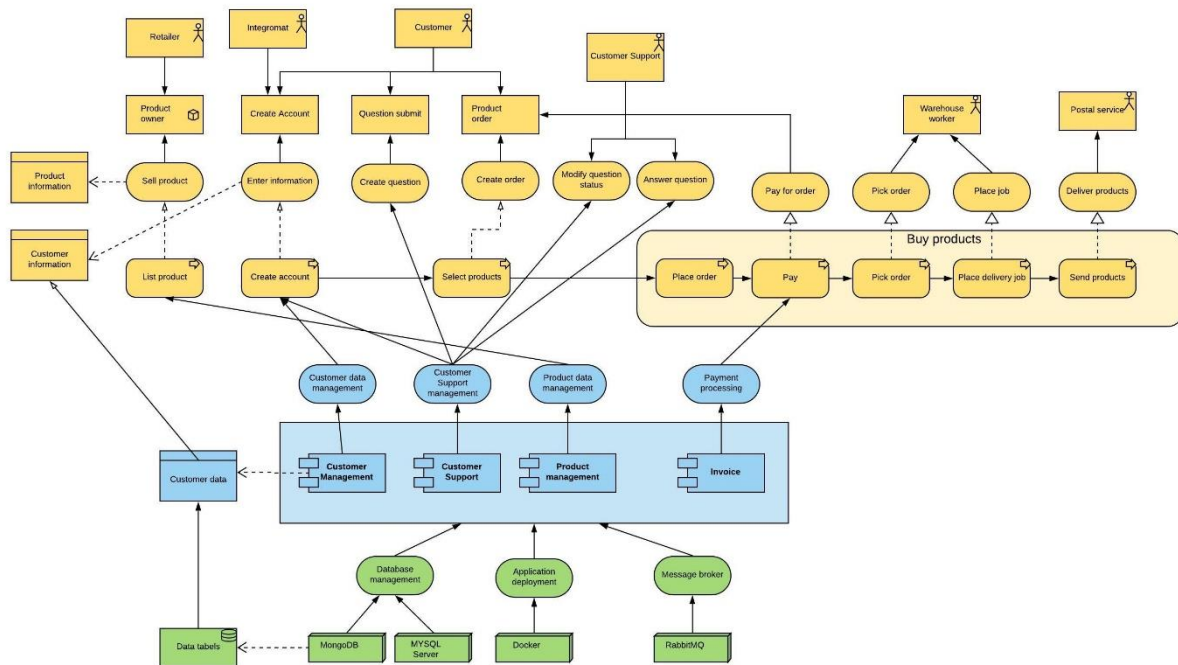 Retailer
Integromat
Customer
Customer Support
Product
owner
Create Account
Question submit
Product
order
Warehouse
worker
Postal service
Product
information
Sell product
Enter information
Create question
Create order
Modify question
status
Answer question
Pay for order
Pick order
Place job
Deliver products
Customer
information
Buy products
List product
Create account
Select products
Place order
Pay
Pick order
Place delivery job
Send products
Customer data
management
Customer
Support
management
Product data
management
Payment
processing
Customer data
Customer
Management
Customer
Support
Product
management
Invoice
Database
management
Application
deployment
Message broker
Data tabels
MongoDB
MYSQL
Server
Docker
RabbitMQ